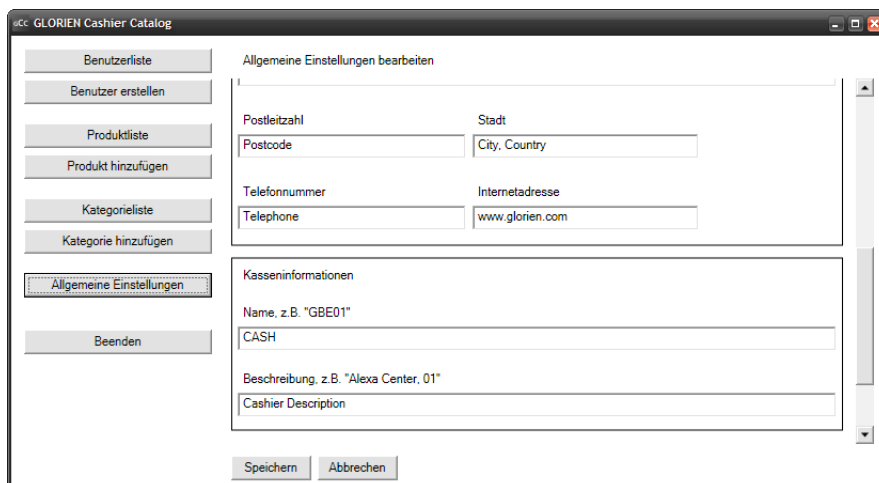 gCc GLORIEN Cashier Catalog
Benutzerliste
Benutzer erstellen
Produktliste
Produkt hinzufügen
Kategorieliste
Kategorie hinzufügen
Allgemeine Einstellungen
Beenden
Allgemeine Einstellungen bearbeiten
Postleitzahl Stadt
Postcode City, Country
Telefonnummer Internetadresse
Telephone www.glorien.com
Kasseninformationen
Name, z.B. "GBE01"
CASH
Beschreibung, z.B. "Alexa Center, 01"
Cashier Description
Speichern Abbrechen